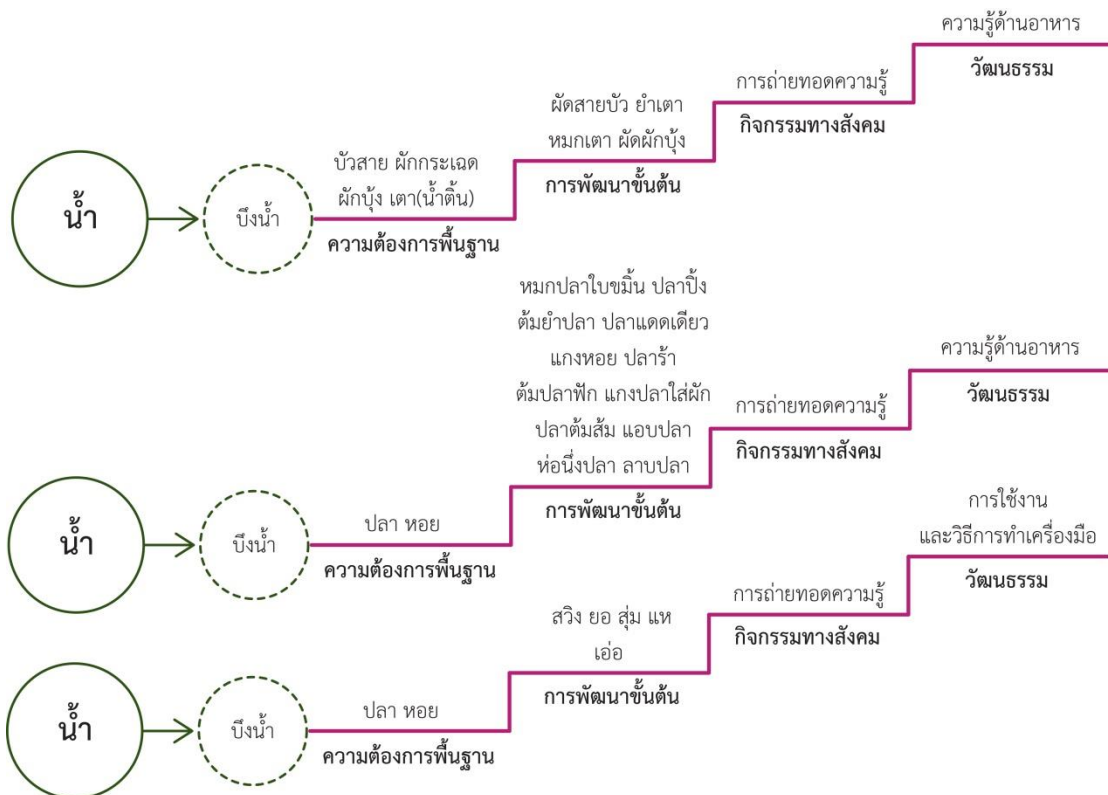 น้ำ
บึงน้ำ
บัวสาย ผักกระเฉด
ผักบุ้ง เตา(น้ำตื้น)
ความต้องการพื้นฐาน
ผัดสายบัว ยำเตา
หมกเตา ผัดผักบุ้ง
การพัฒนาขั้นต้น
การถ่ายทอดความรู้
กิจกรรมทางสังคม
ความรู้ด้านอาหาร
วัฒนธรรม
น้ำ
บึงน้ำ
ปลา หอย
ความต้องการพื้นฐาน
หมกปลาใบขมิ้น ปลาปิ้ง
ต้มยำปลา ปลาแดดเดียว
แกงหอย ปลาร้า
ต้มปลาฟัก แกงปลาใส่ผัก
ปลาต้มส้ม แอบปลา
ห่อนึ่งปลา ลาบปลา
การพัฒนาขั้นต้น
การถ่ายทอดความรู้
กิจกรรมทางสังคม
ความรู้ด้านอาหาร
วัฒนธรรม
น้ำ
บึงน้ำ
ปลา หอย
ความต้องการพื้นฐาน
สวิง ยอ สุ่ม แห
เอ่อ
การพัฒนาขั้นต้น
การถ่ายทอดความรู้
กิจกรรมทางสังคม
การใช้งาน
และวิธีการทำเครื่องมือ
วัฒนธรรม